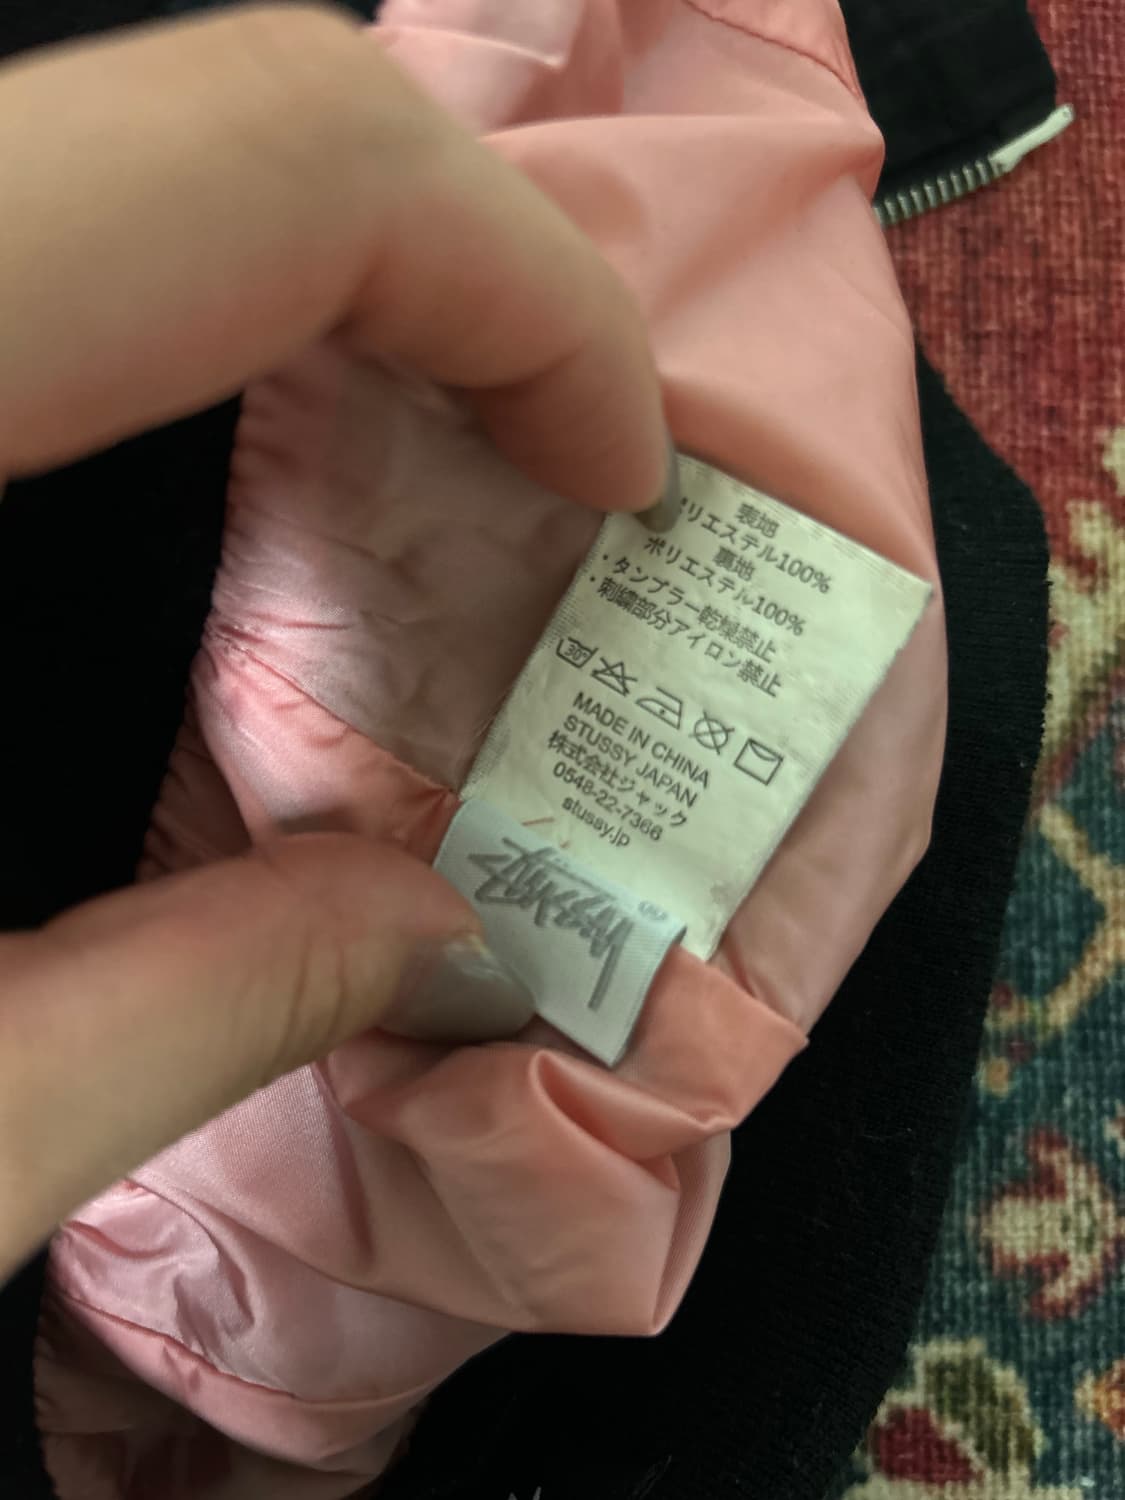 表地
ポリエステル100%
裏地
ポリエステル100%
・タンブラー乾燥禁止
・刺繍部分アイロン禁止
30°
MADE IN CHINA
STUSSY JAPAN
株式会社ジャック
0548-22-7366
stussy.jp
STUSSY ®